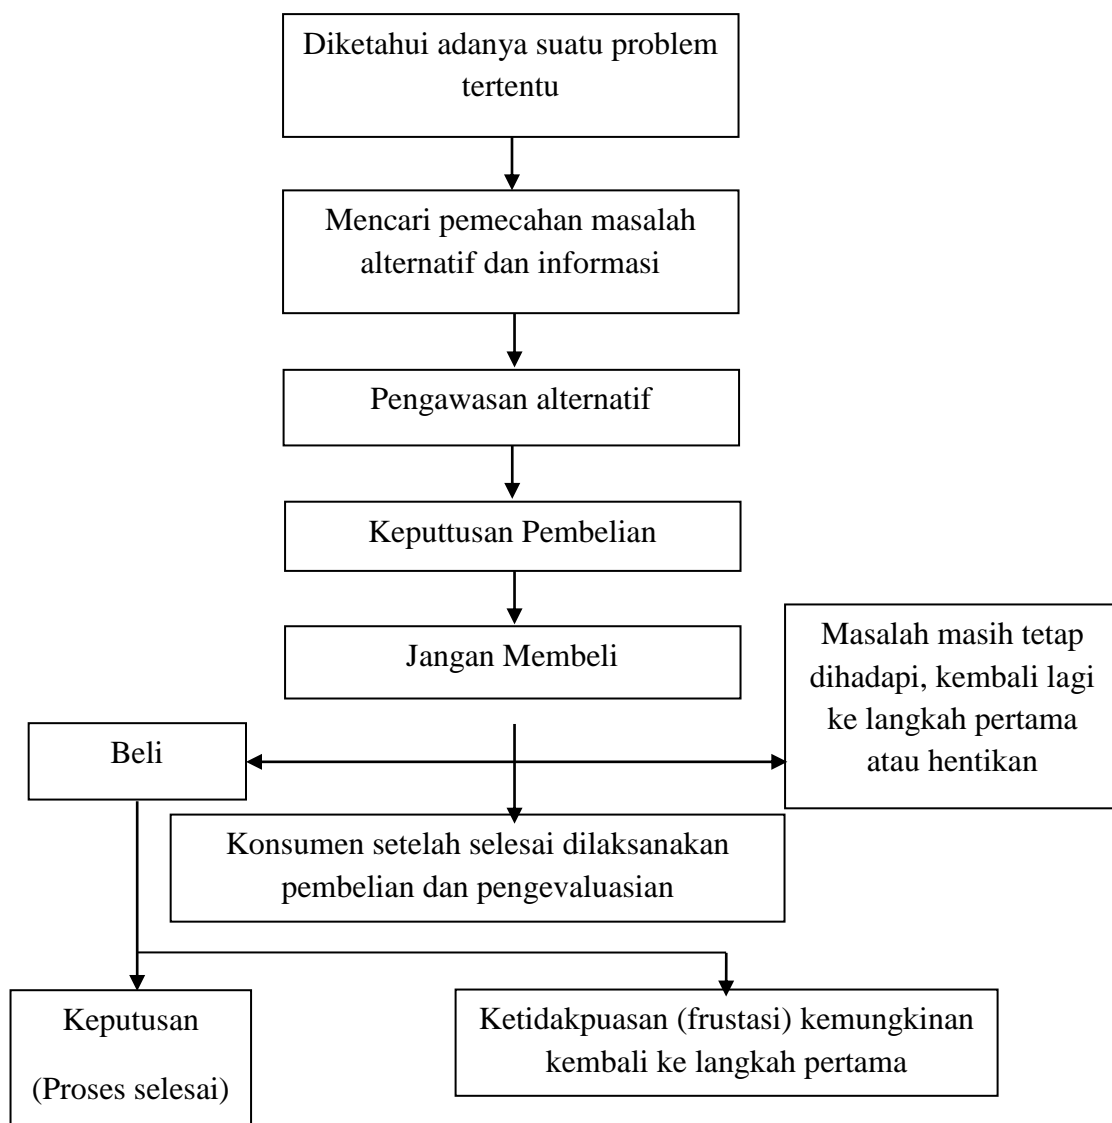 Diketahui adanya suatu problem
tertentu
Mencari pemecahan masalah
alternatif dan informasi
Pengawasan alternatif
Keputtusan Pembelian
Jangan Membeli
Masalah masih tetap
dihadapi, kembali lagi
ke langkah pertama
atau hentikan
Beli
Konsumen setelah selesai dilaksanakan
pembelian dan pengevaluasian
Keputusan
(Proses selesai)
Ketidakpuasan (frustasi) kemungkinan
kembali ke langkah pertama